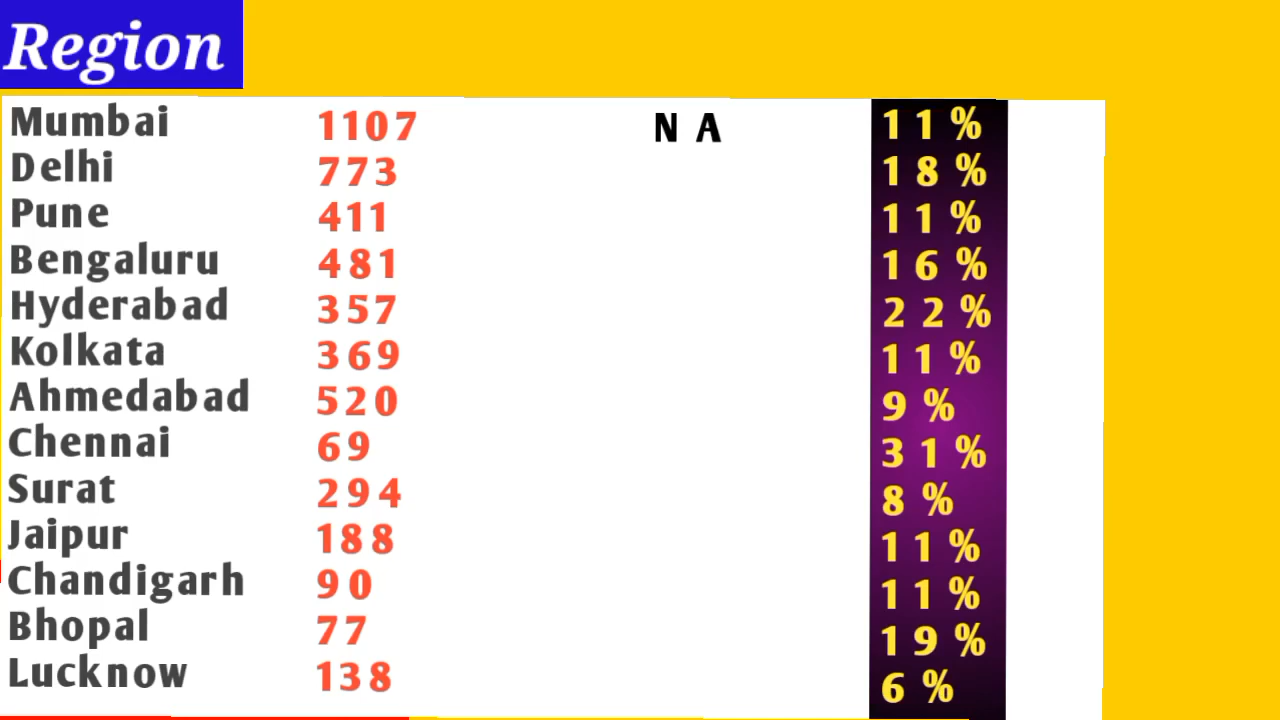 Region
Mumbai 1107 N A 11%
Delhi 773 18%
Pune 411 11%
Bengaluru 481 16%
Hyderabad 357 22%
Kolkata 369 11%
Ahmedabad 520 9%
Chennai 69 31%
Surat 294 8%
Jaipur 188 11%
Chandigarh 90 11%
Bhopal 77 19%
Lucknow 138 6%